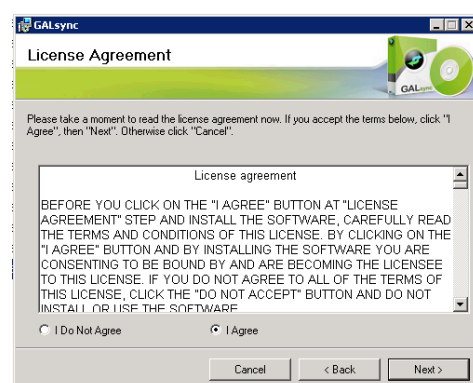 GALsync
License Agreement
GALsync
Please take a moment to read the license agreement now. If you accept the terms below, click "I
Agree", then "Next". Otherwise click "Cancel".
License agreement
BEFORE YOU CLICK ON THE "I AGREE" BUTTON AT "LICENSE
AGREEMENT" STEP AND INSTALL THE SOFTWARE, CAREFULLY READ
THE TERMS AND CONDITIONS OF THIS LICENSE. BY CLICKING ON THE
"I AGREE" BUTTON AND BY INSTALLING THE SOFTWARE YOU ARE
CONSENTING TO BE BOUND BY AND ARE BECOMING THE LICENSEE
TO THIS LICENSE. IF YOU DO NOT AGREE TO ALL OF THE TERMS OF
THIS LICENSE, CLICK THE "DO NOT ACCEPT" BUTTON AND DO NOT
INSTALL OR USE THE SOFTWARE.
I Do Not Agree
I Agree
Cancel
< Back
Next >